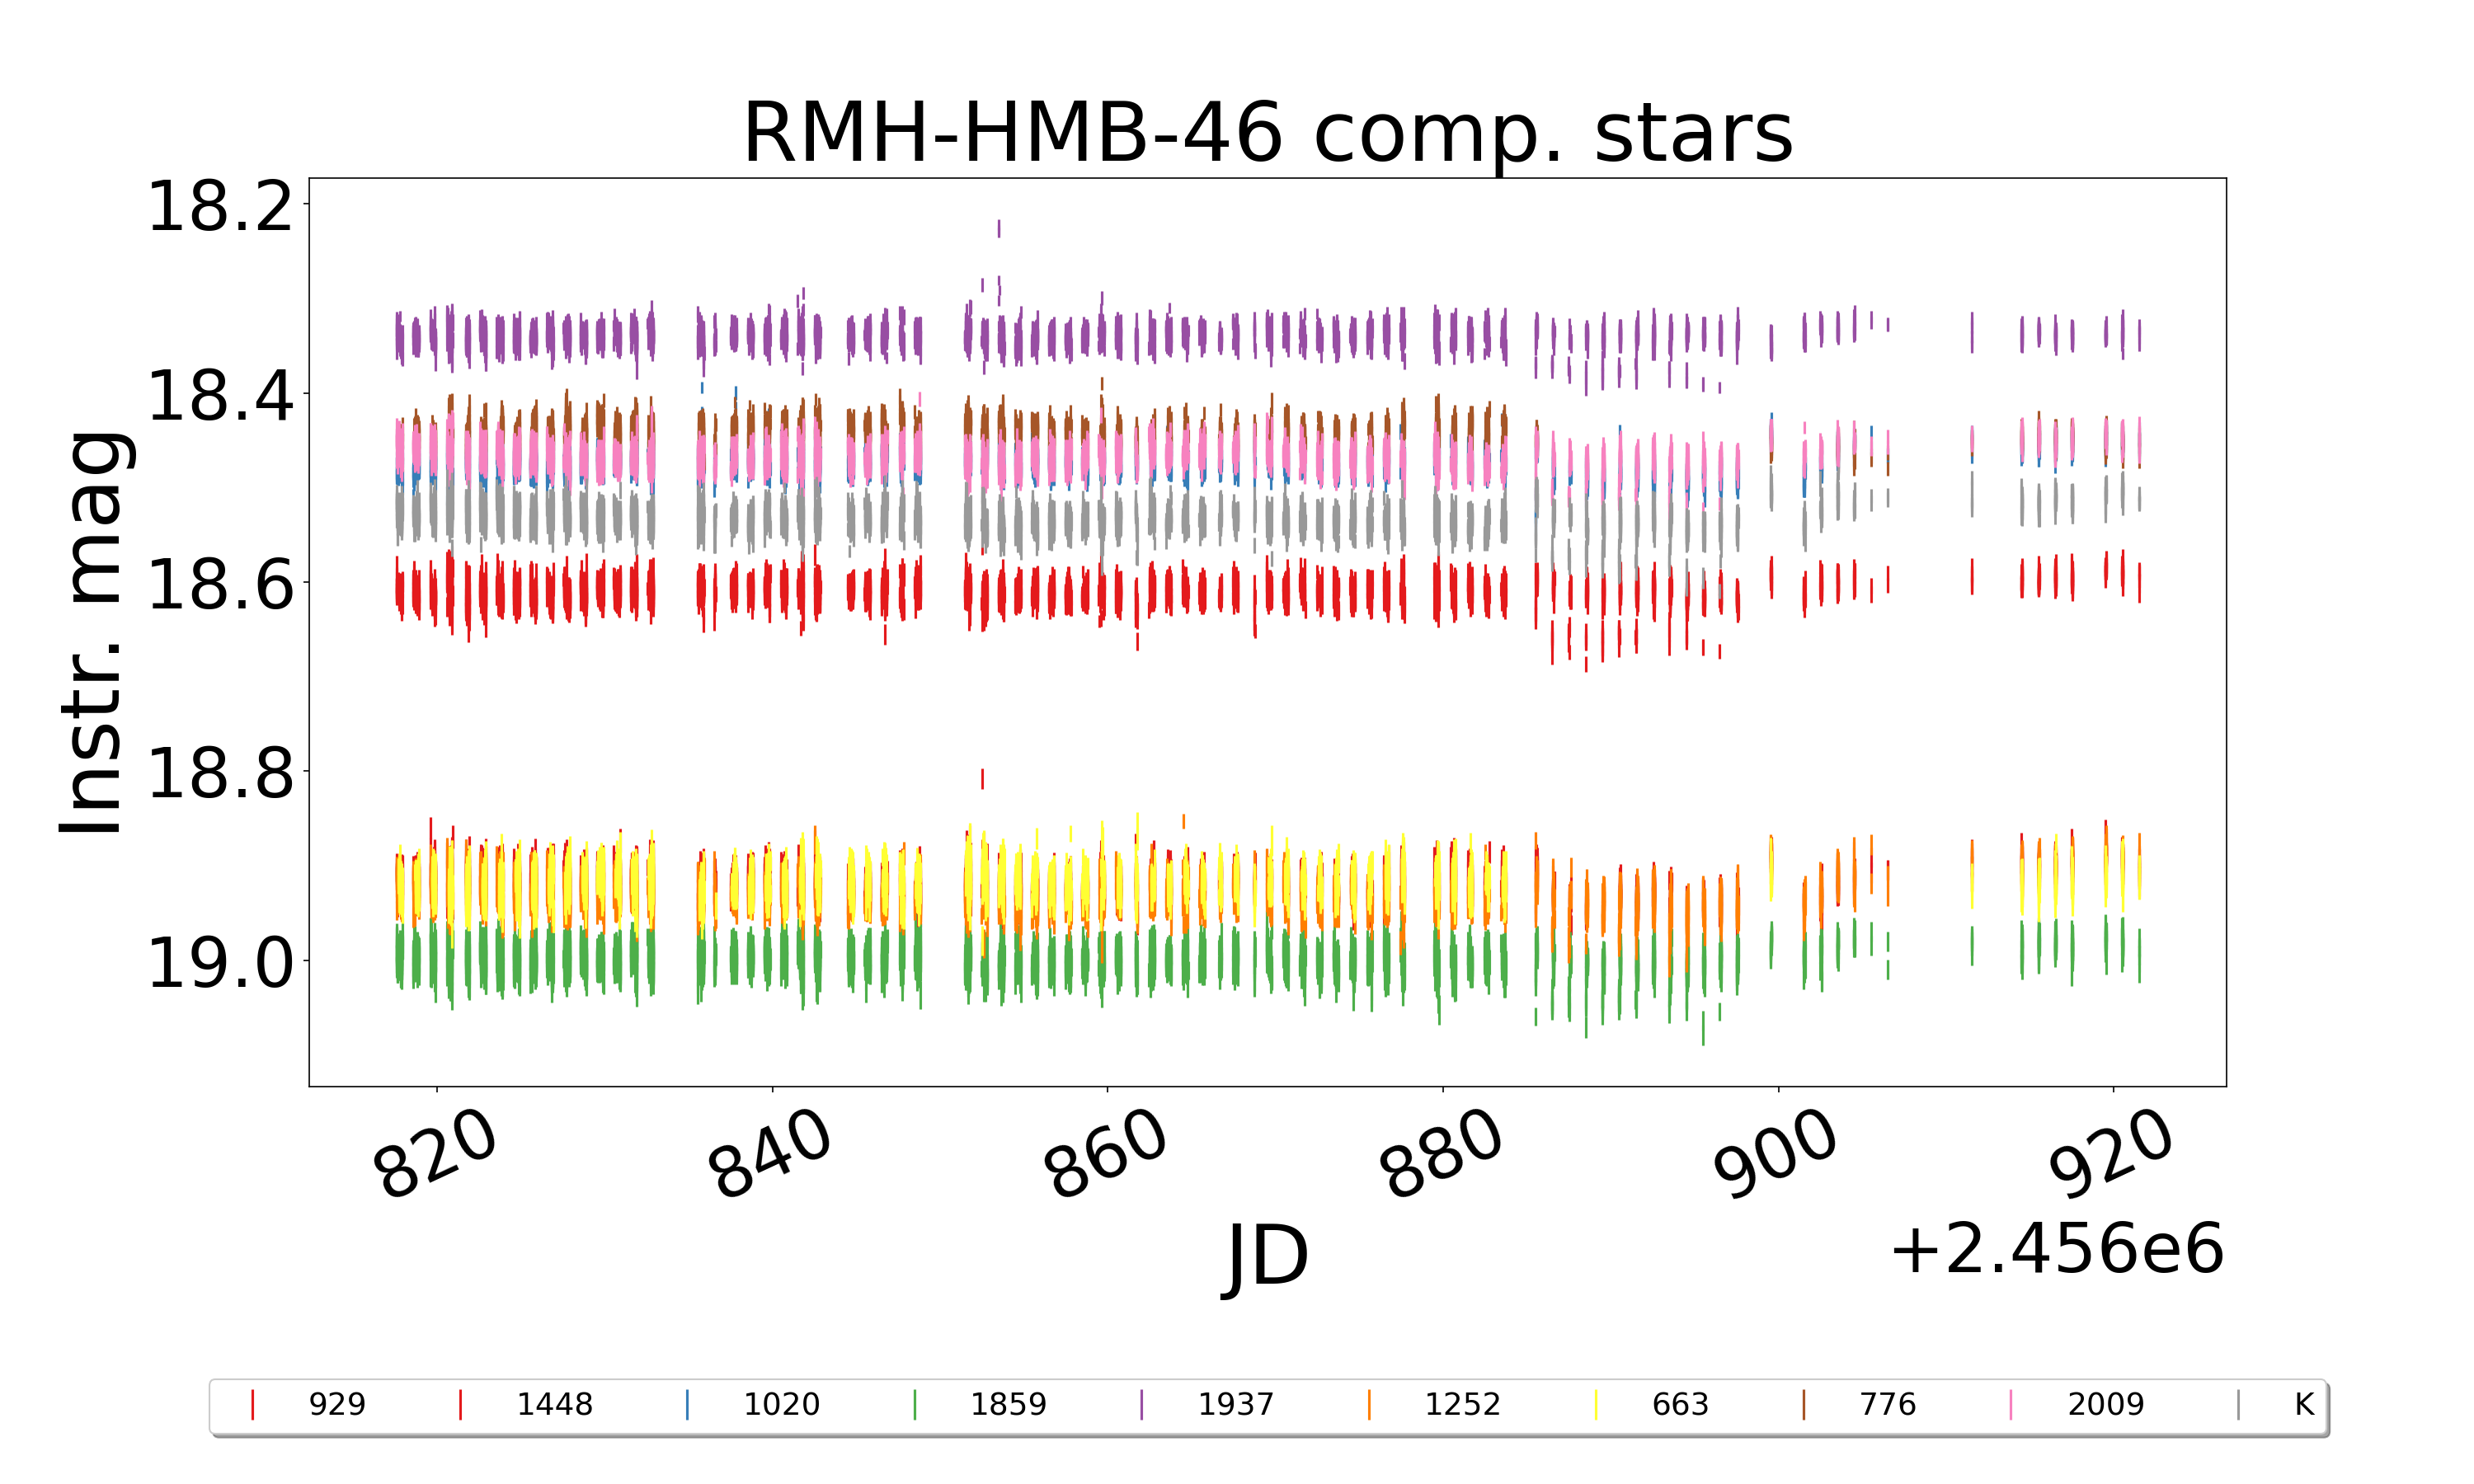 RMH-HMB-46 comp. stars
18.2
18.4
18.6
18.8
19.0
Instr. mag
820 840 860 880 900 920
JD
+2.456e6
929 1448 1020 1859 1937 1252 663 776 2009 K